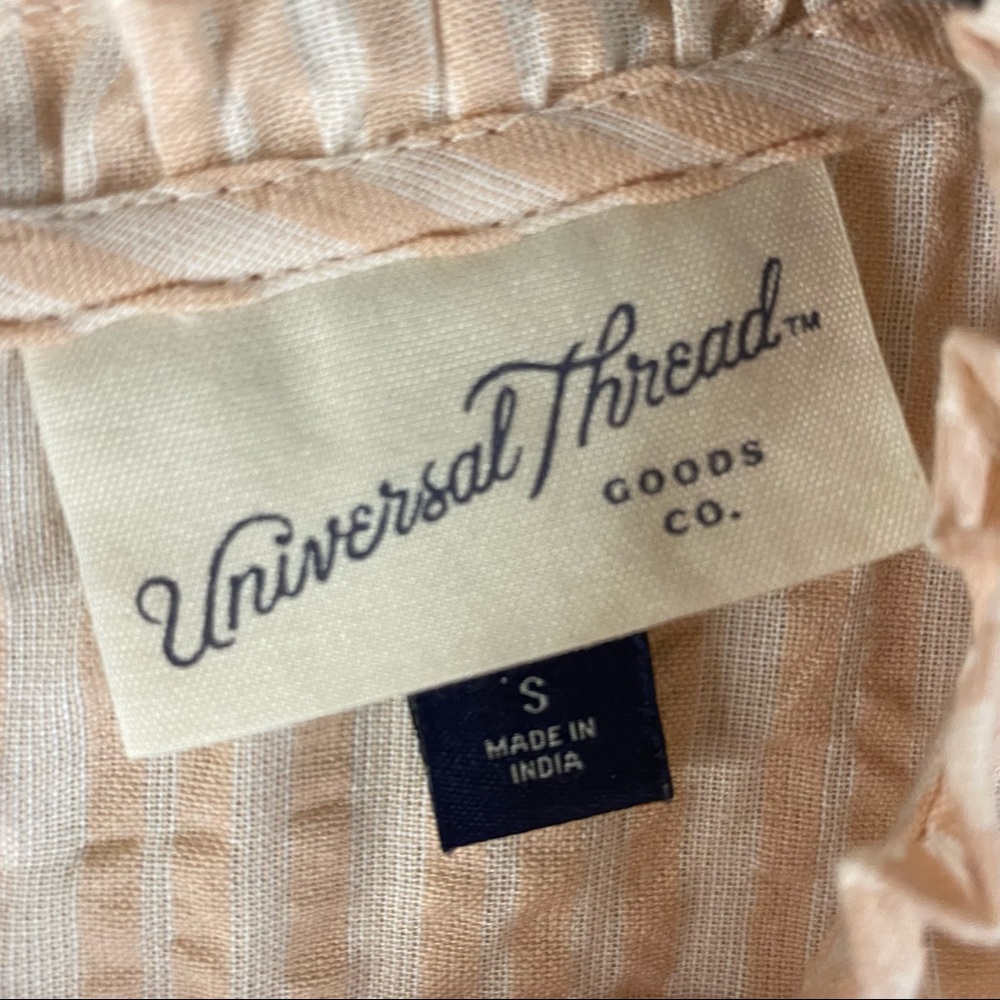 Universal Thread™
GOODS
CO.
S
MADE IN
INDIA